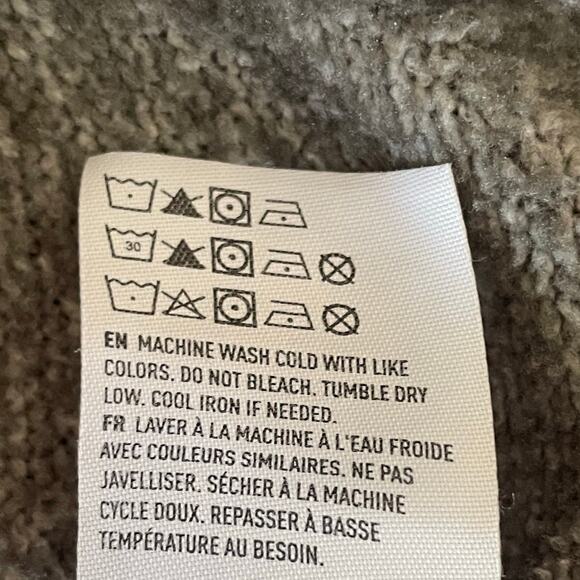 30
EN MACHINE WASH COLD WITH LIKE
COLORS. DO NOT BLEACH. TUMBLE DRY
LOW. COOL IRON IF NEEDED.
FR LAVER À LA MACHINE À L'EAU FROIDE
AVEC COULEURS SIMILAIRES. NE PAS
JAVELLISER. SÉCHER À LA MACHINE
CYCLE DOUX. REPASSER À BASSE
TEMPÉRATURE AU BESOIN.